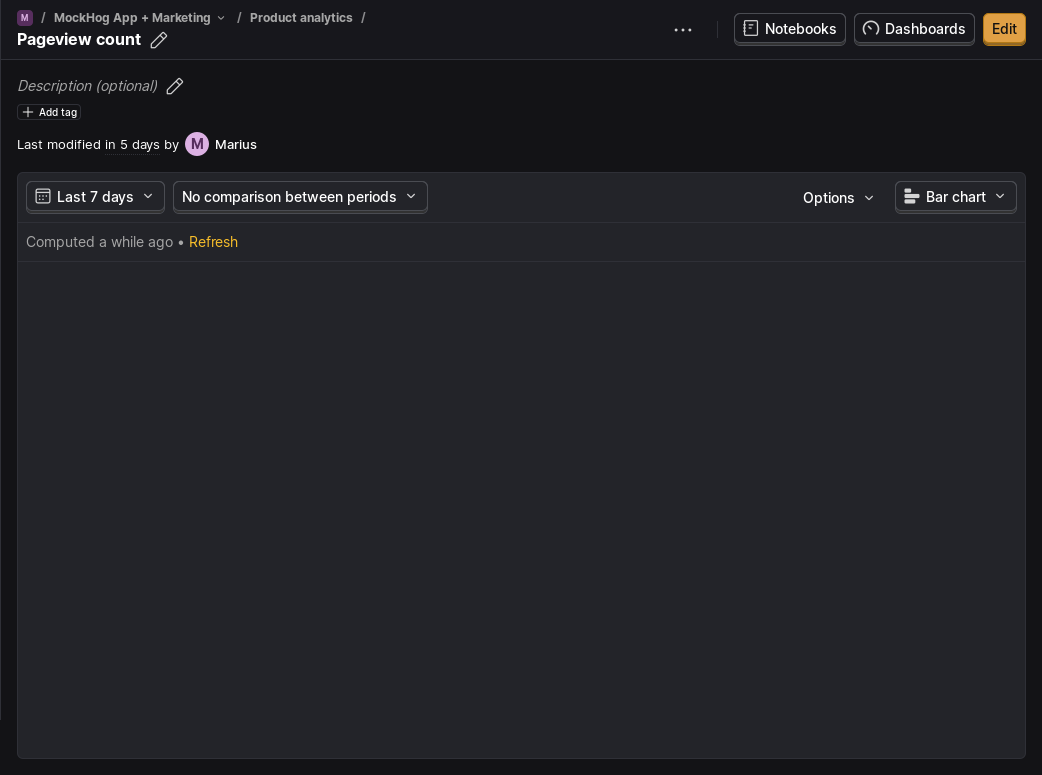 M / MockHog App + Marketing / Product analytics /
Pageview count
Notebooks
Dashboards
Edit
Description (optional)
Add tag
Last modified in 5 days by M Marius
Last 7 days
No comparison between periods
Options
Bar chart
Computed a while ago • Refresh